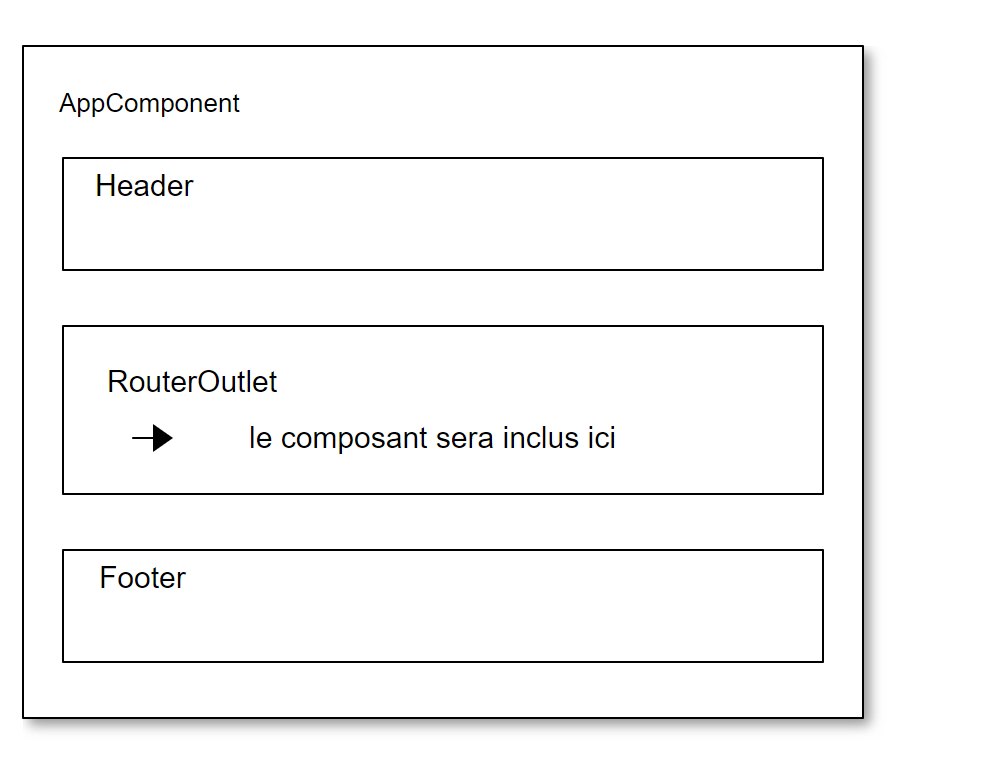 AppComponent
Header
RouterOutlet
le composant sera inclus ici
Footer